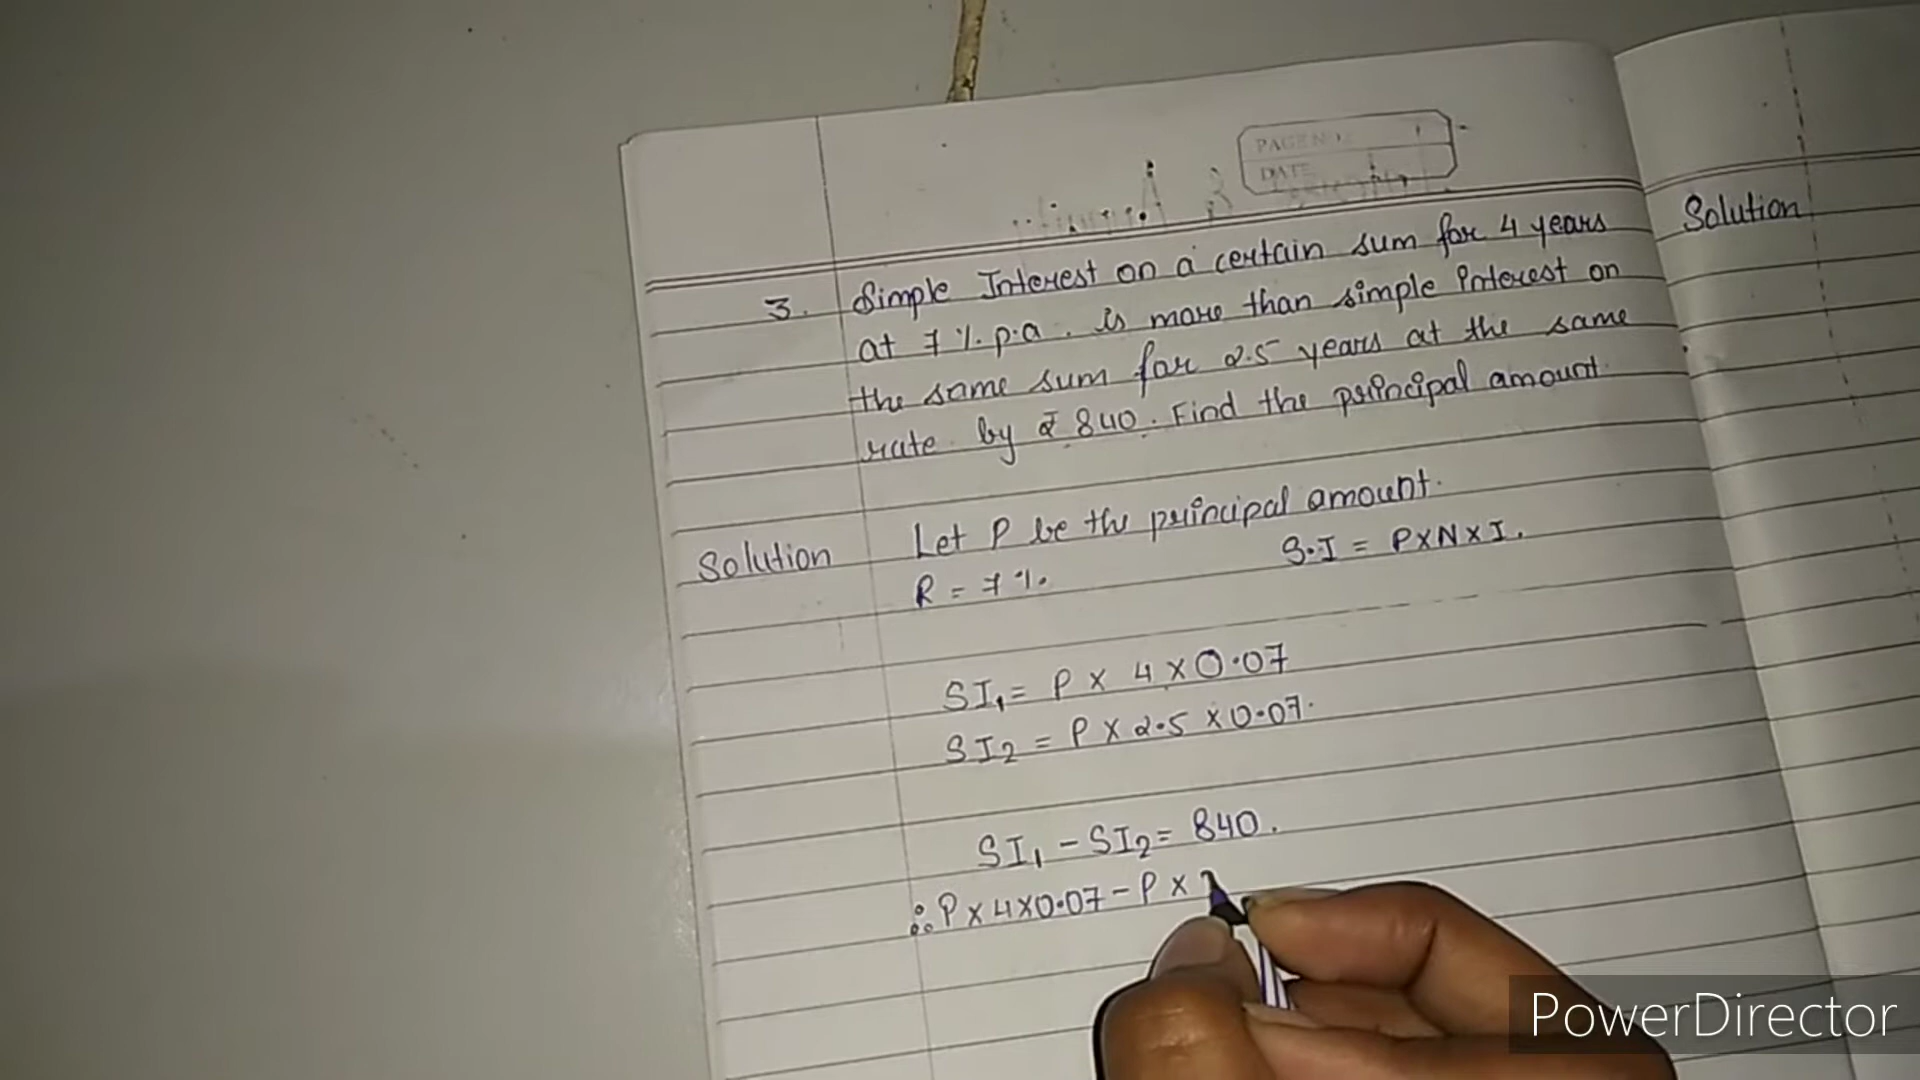 PAGE NO.
DATE
3. Simple Interest on a certain sum for 4 years
at 7 % p.a. is more than simple Interest on
the same sum for 2.5 years at the same
rate by ₹ 840. Find the principal amount.
Solution
Let P be the principal amount.
R = 7 %.
S.I = P×N×I.
SI₁ = P × 4 × 0.07
SI₂ = P × 2.5 × 0.07.
SI₁ - SI₂ = 840.
∴ P × 4×0.07 - P ×
Solution
PowerDirector